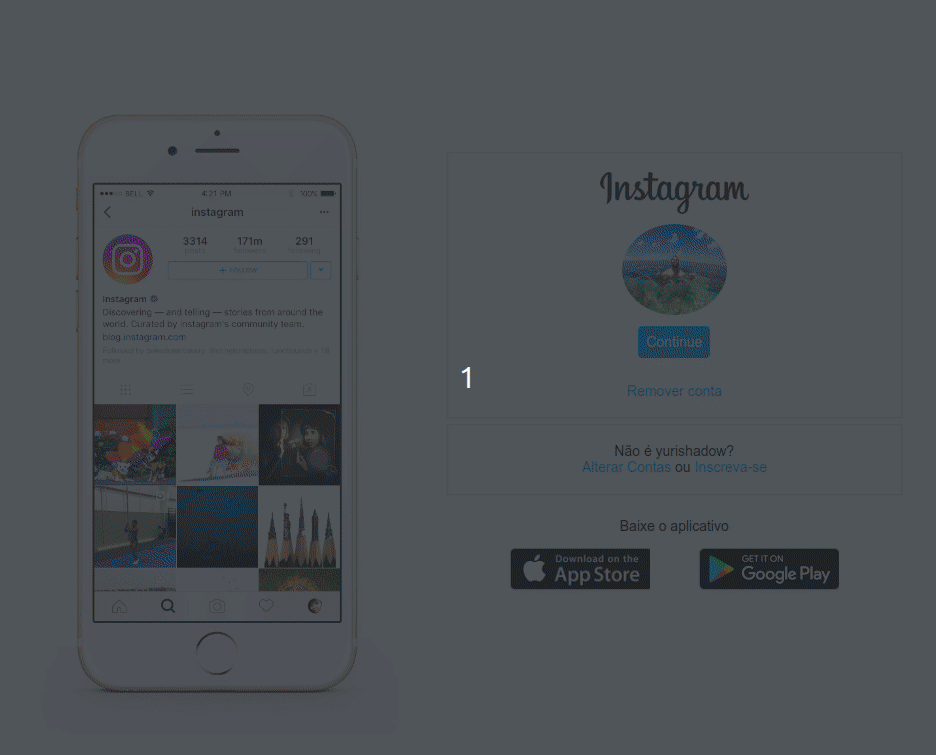 BELL 4:21 PM 100%
instagram
3314 171m 291
posts followers following
+ FOLLOW
Instagram
Discovering — and telling — stories from around the
world. Curated by Instagram's community team.
blog.instagram.com
1
Instagram
Continue
Remover conta
Não é yurishadow?
Alterar Contas ou Inscreva-se
Baixe o aplicativo
Download on the
App Store
GET IT ON
Google Play